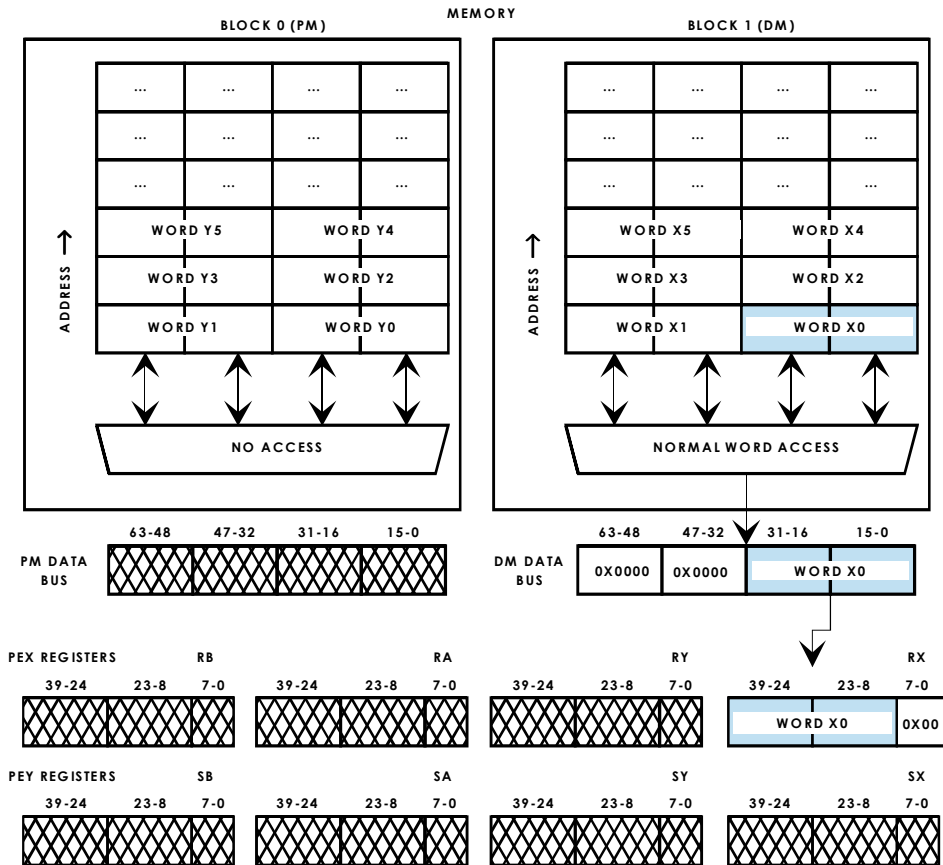 MEMORY
BLOCK 0 (PM) BLOCK 1 (DM)
... ... ... ... ... ... ... ...
... ... ... ... ... ... ... ...
... ... ... ... ... ... ... ...
WORD Y5 WORD Y4 WORD X5 WORD X4
WORD Y3 WORD Y2 WORD X3 WORD X2
WORD Y1 WORD Y0 WORD X1 WORD X0
ADDRESS ADDRESS
NO ACCESS NORMAL WORD ACCESS
63-48 47-32 31-16 15-0 63-48 47-32 31-16 15-0
PM DATA BUS DM DATA BUS 0X0000 0X0000 WORD X0
PEX REGISTERS RB RA RY RX
39-24 23-8 7-0 39-24 23-8 7-0 39-24 23-8 7-0 39-24 23-8 7-0
WORD X0 0X00
PEY REGISTERS SB SA SY SX
39-24 23-8 7-0 39-24 23-8 7-0 39-24 23-8 7-0 39-24 23-8 7-0